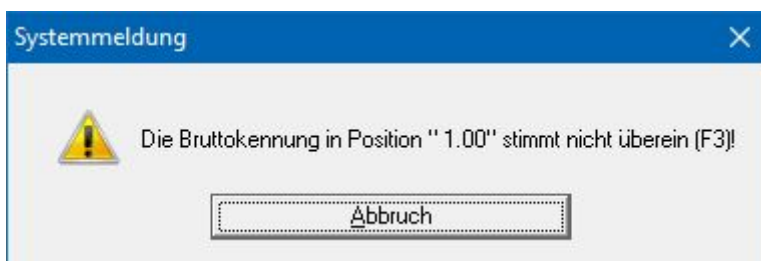 Systemmeldung
Die Bruttokennung in Position " 1.00" stimmt nicht überein (F3)!
Abbruch